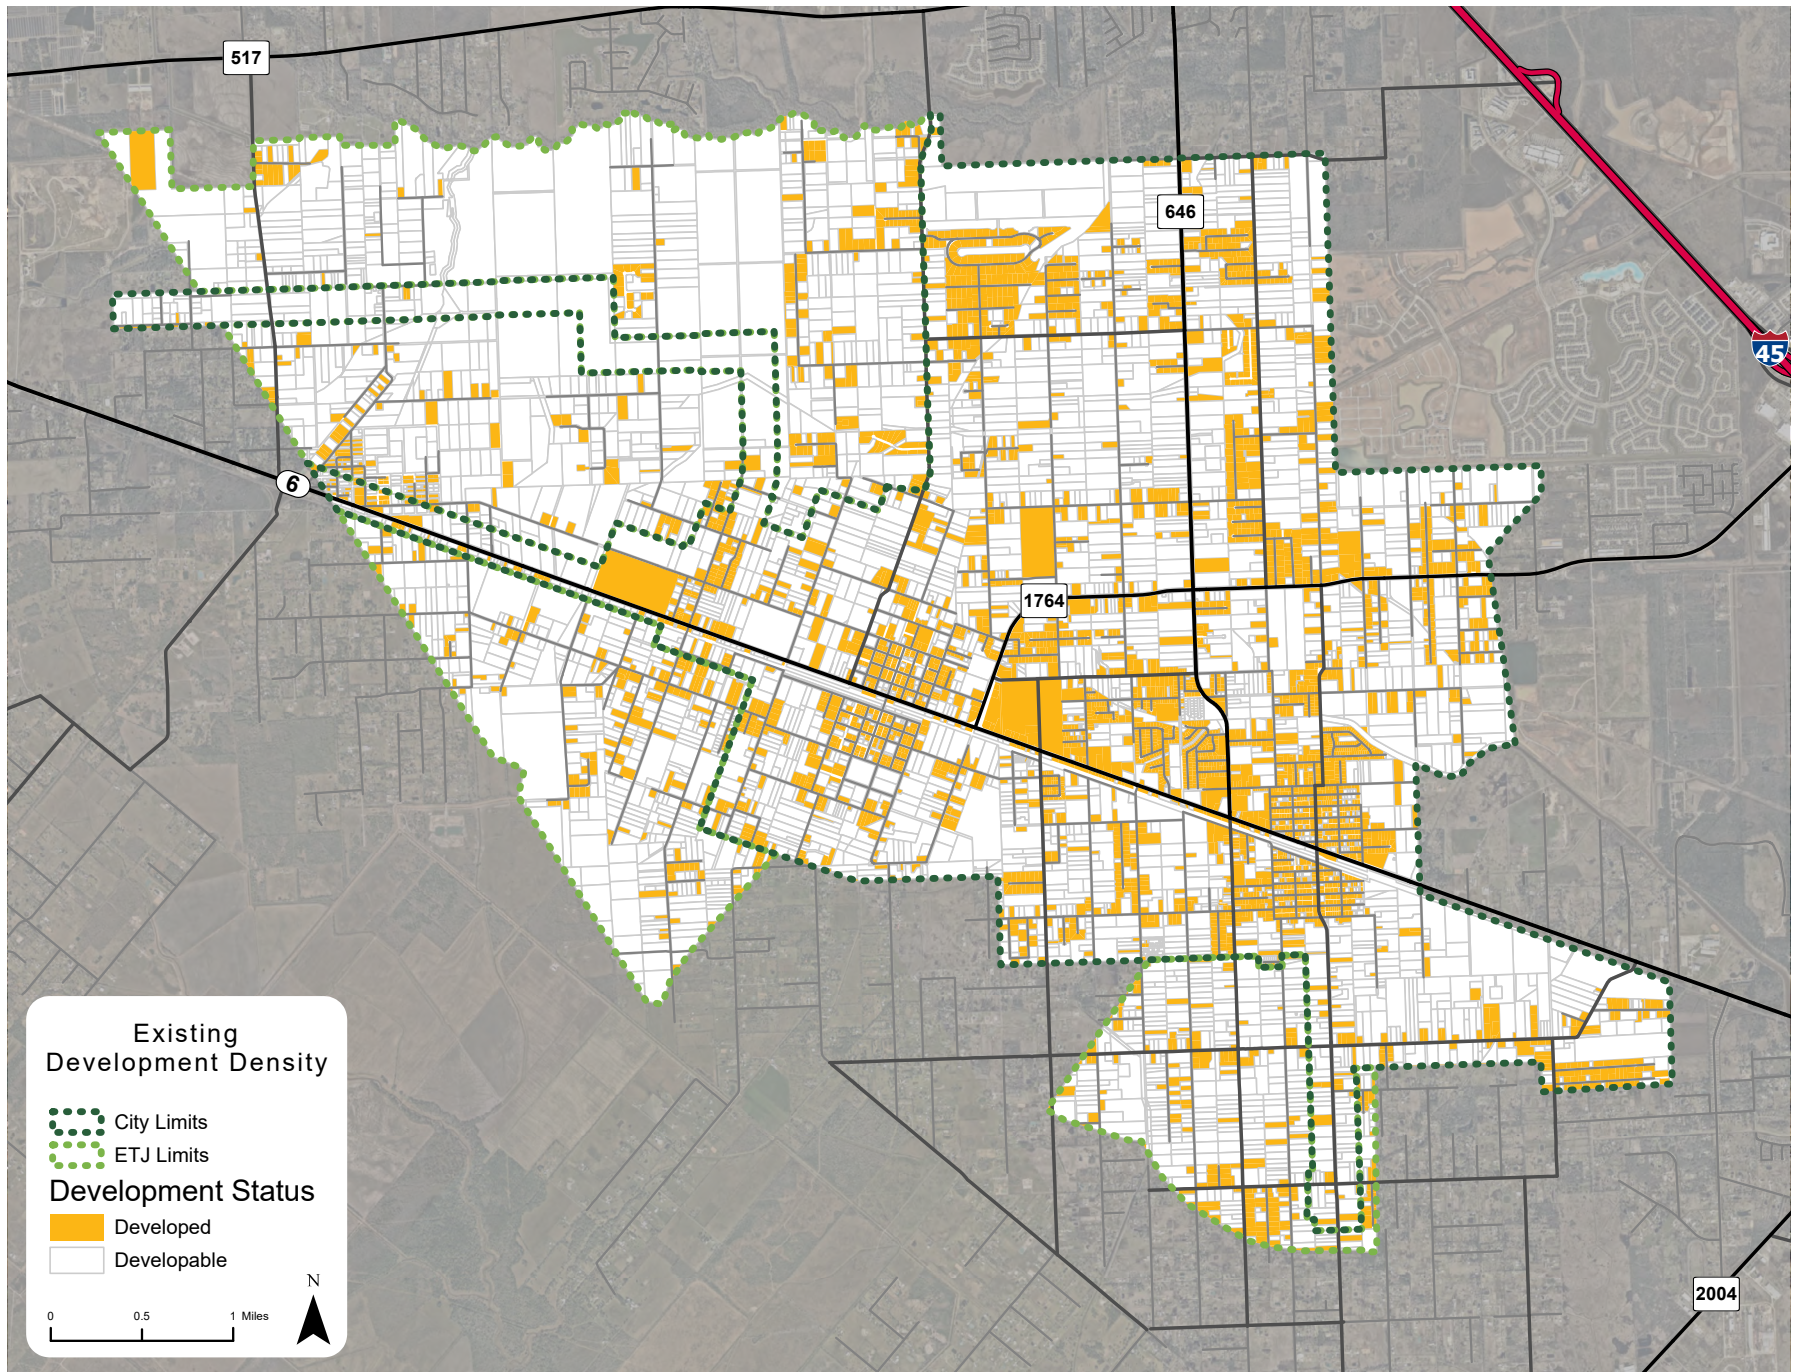 517
646
45
6
1764
Existing
Development Density
City Limits
ETJ Limits
Development Status
Developed
Developable
N
0 0.5 1 Miles
2004